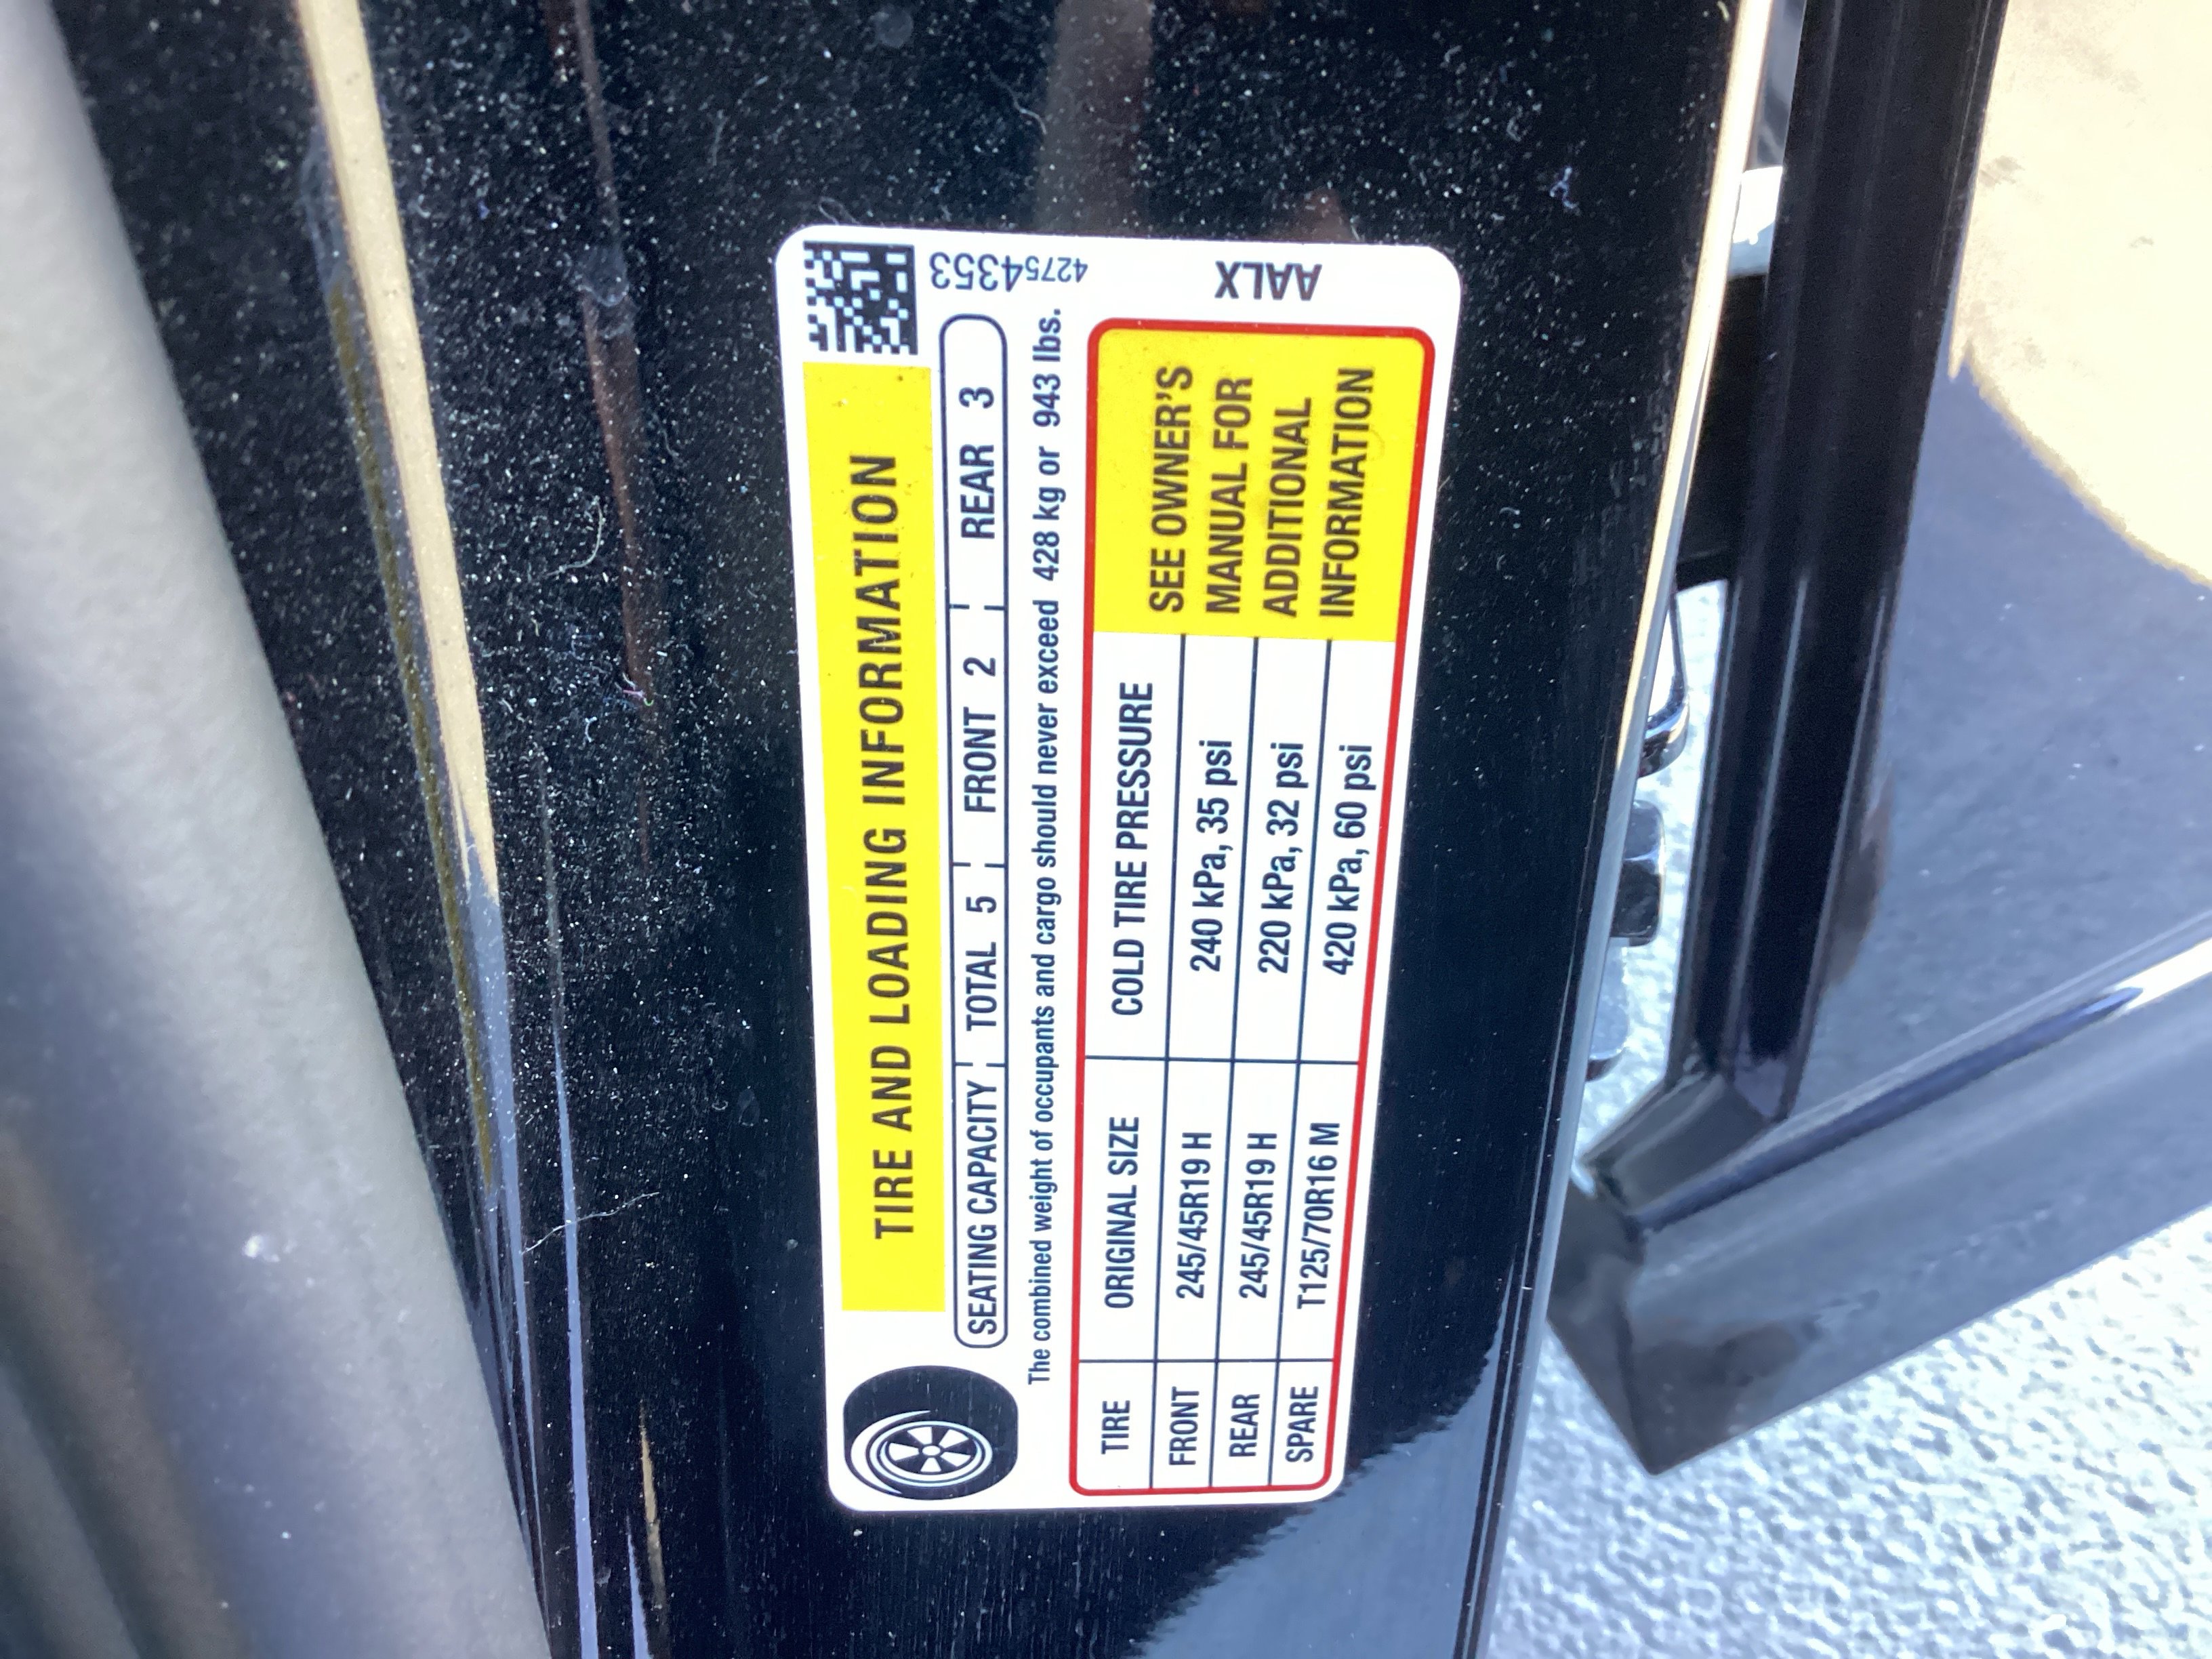 TIRE AND LOADING INFORMATION
SEATING CAPACITY TOTAL 5 FRONT 2 REAR 3
The combined weight of occupants and cargo should never exceed 428 kg or 943 lbs.
TIRE ORIGINAL SIZE COLD TIRE PRESSURE
FRONT 245/45R19 H 240 kPa, 35 psi
REAR 245/45R19 H 220 kPa, 32 psi
SPARE T125/70R16 M 420 kPa, 60 psi
SEE OWNER'S
MANUAL FOR
ADDITIONAL
INFORMATION
42754353
AALX